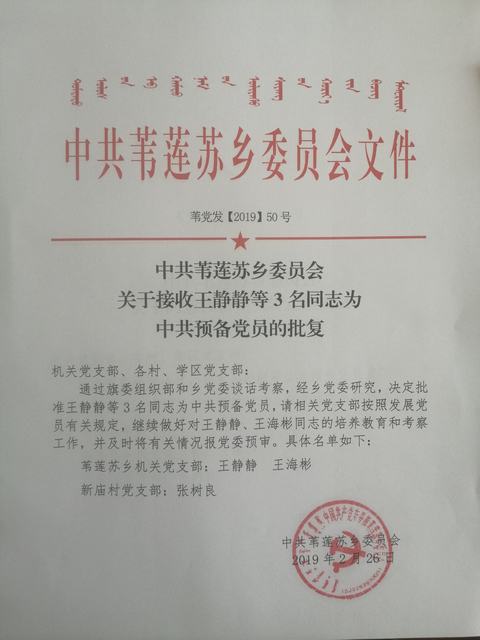 中共苇莲苏乡委员会文件
苇党发【2019】50号
中共苇莲苏乡委员会
关于接收王静静等3名同志为
中共预备党员的批复
机关党支部、各村、学区党支部：
通过旗委组织部和乡党委谈话考察，经乡党委研究，决定批
准王静静等3名同志为中共预备党员，请相关党支部按照发展党
员有关规定，继续做好对王静静、王海彬同志的培养教育和考察
工作，并及时将有关情况报党委预审。具体名单如下：
苇莲苏乡机关党支部：王静静 王海彬
新庙村党支部：张树良
中共苇莲苏乡委员会
2019年2月26日